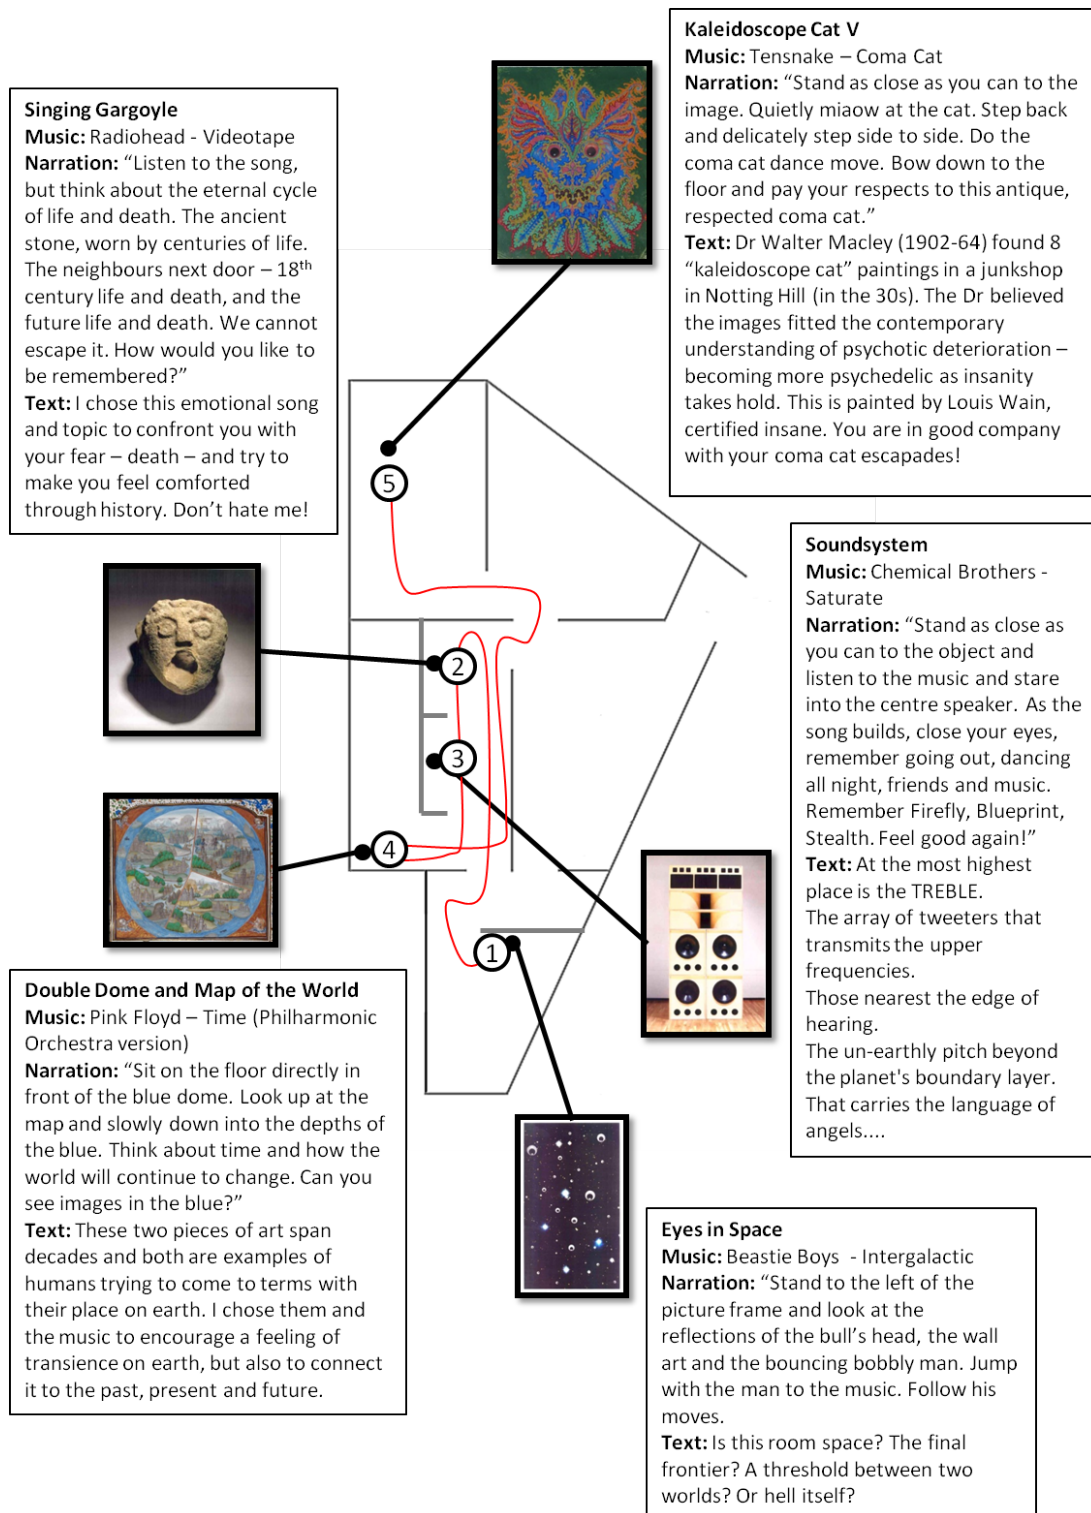 Kaleidoscope Cat V
Music: Tensnake – Coma Cat
Narration: “Stand as close as you can to the
image. Quietly miaow at the cat. Step back
and delicately step side to side. Do the
coma cat dance move. Bow down to the
floor and pay your respects to this antique,
respected coma cat.”
Text: Dr Walter Macley (1902-64) found 8
“kaleidoscope cat” paintings in a junkshop
in Notting Hill (in the 30s). The Dr believed
the images fitted the contemporary
understanding of psychotic deterioration –
becoming more psychedelic as insanity
takes hold. This is painted by Louis Wain,
certified insane. You are in good company
with your coma cat escapades!
Singing Gargoyle
Music: Radiohead - Videotape
Narration: “Listen to the song,
but think about the eternal cycle
of life and death. The ancient
stone, worn by centuries of life.
The neighbours next door – 18th
century life and death, and the
future life and death. We cannot
escape it. How would you like to
be remembered?”
Text: I chose this emotional song
and topic to confront you with
your fear – death – and try to
make you feel comforted
through history. Don’t hate me!
5
2
3
4
1
Soundsystem
Music: Chemical Brothers -
Saturate
Narration: “Stand as close as
you can to the object and
listen to the music and stare
into the centre speaker. As the
song builds, close your eyes,
remember going out, dancing
all night, friends and music.
Remember Firefly, Blueprint,
Stealth. Feel good again!”
Text: At the most highest
place is the TREBLE.
The array of tweeters that
transmits the upper
frequencies.
Those nearest the edge of
hearing.
The un-earthly pitch beyond
the planet's boundary layer.
That carries the language of
angels....
Double Dome and Map of the World
Music: Pink Floyd – Time (Philharmonic
Orchestra version)
Narration: “Sit on the floor directly in
front of the blue dome. Look up at the
map and slowly down into the depths of
the blue. Think about time and how the
world will continue to change. Can you
see images in the blue?”
Text: These two pieces of art span
decades and both are examples of
humans trying to come to terms with
their place on earth. I chose them and
the music to encourage a feeling of
transience on earth, but also to connect
it to the past, present and future.
Eyes in Space
Music: Beastie Boys  - Intergalactic
Narration: “Stand to the left of the
picture frame and look at the
reflections of the bull’s head, the wall
art and the bouncing bobbly man. Jump
with the man to the music. Follow his
moves.
Text: Is this room space? The final
frontier? A threshold between two
worlds? Or hell itself?